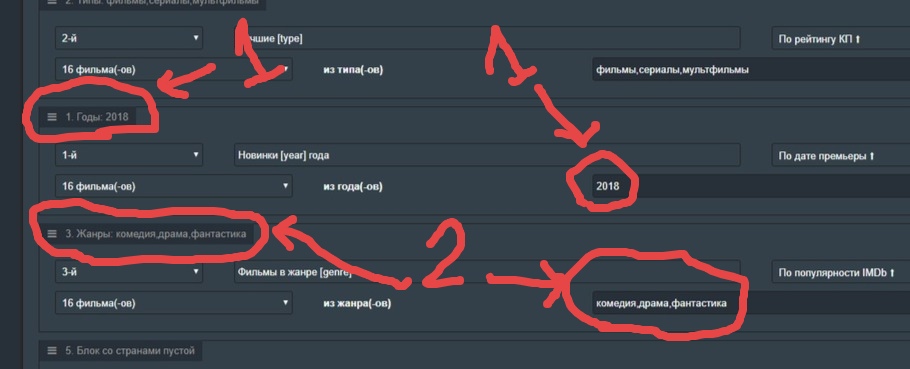 2. Типы: фильмы,сериалы,мультфильмы
2-й ▾ чшие [type] По рейтингу КП ⬆
16 фильма(-ов) ▾ из типа(-ов) фильмы,сериалы,мультфильмы
1
1
≡ 1. Годы: 2018
1-й ▾ Новинки [year] года По дате премьеры ⬆
16 фильма(-ов) ▾ из года(-ов) 2018
≡ 3. Жанры: комедия,драма,фантастика
2
3-й ▾ Фильмы в жанре [genre] По популярности IMDb ⬆
16 фильма(-ов) ▾ из жанра(-ов) комедия,драма,фантастика
≡ 5. Блок со странами пустой